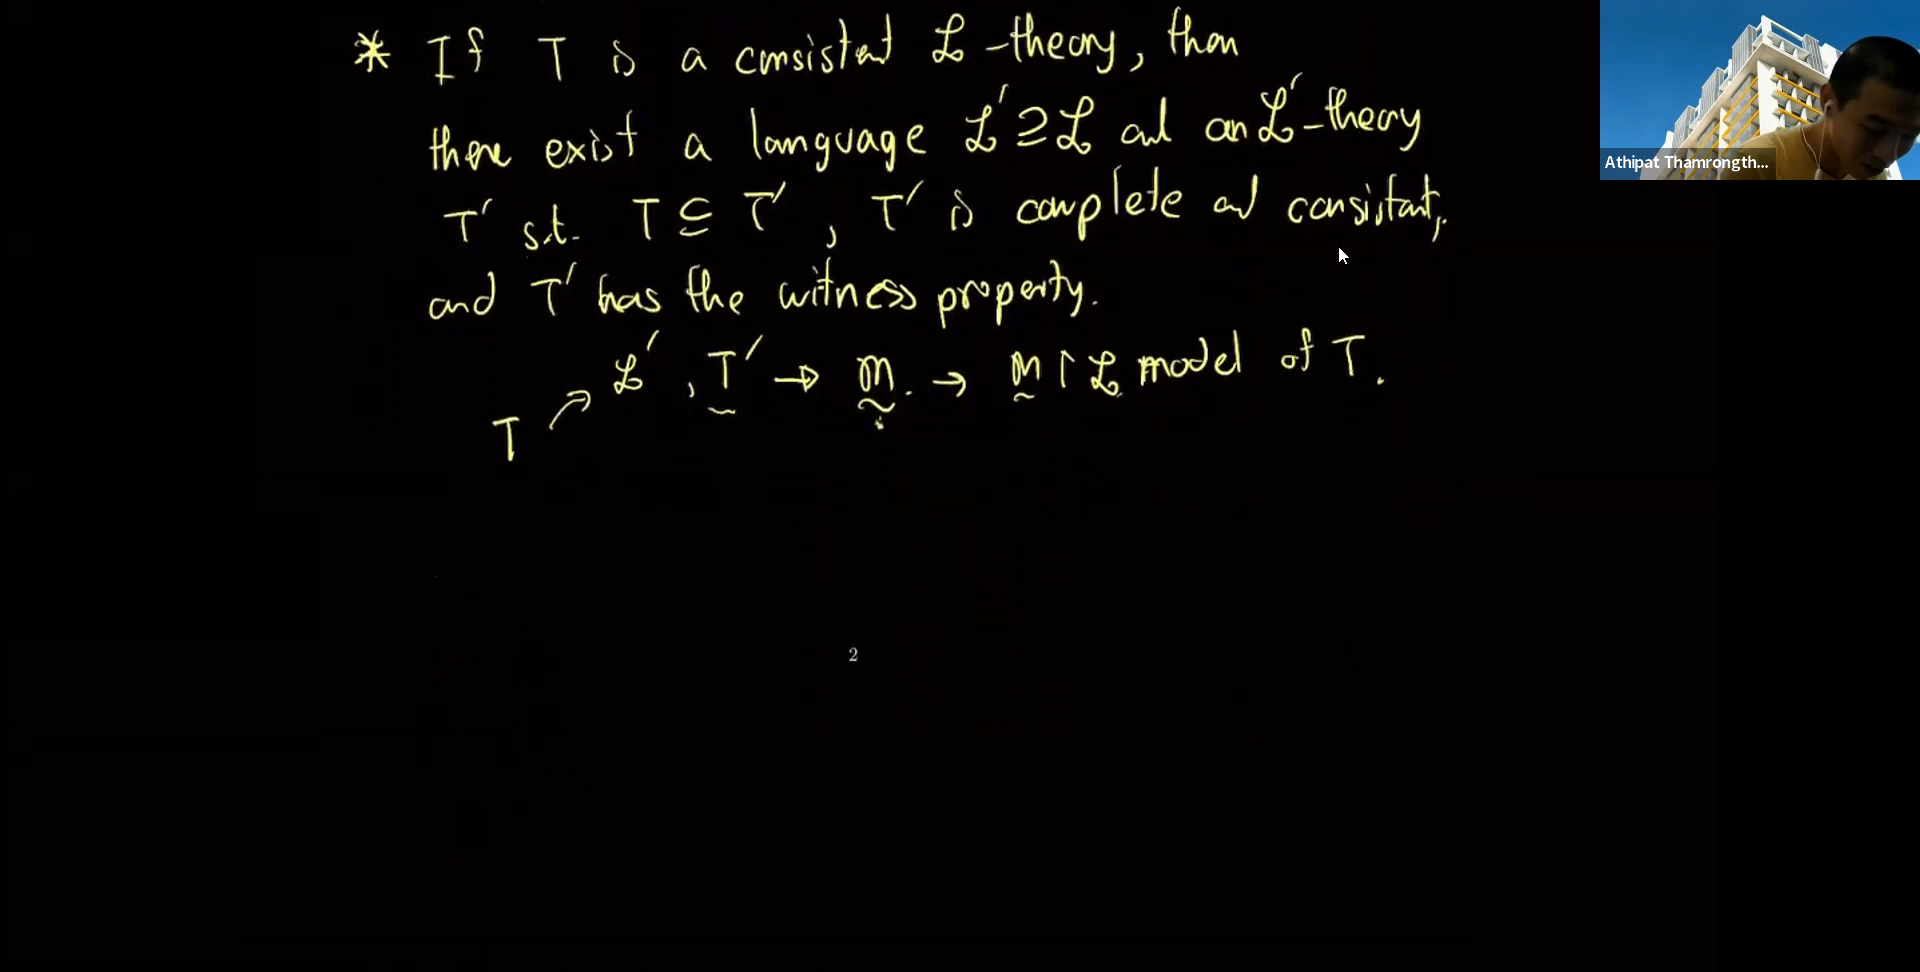 * If T is a consistent ℒ-theory, then
there exist a language ℒ' ⊇ ℒ and an ℒ'-theory
T' s.t. T ⊆ T', T' is complete and consistent,
and T' has the witness property.
T → ℒ', T' → 𝔐. → 𝔐↾ℒ model of T.
2
Athipat Thamrongth...